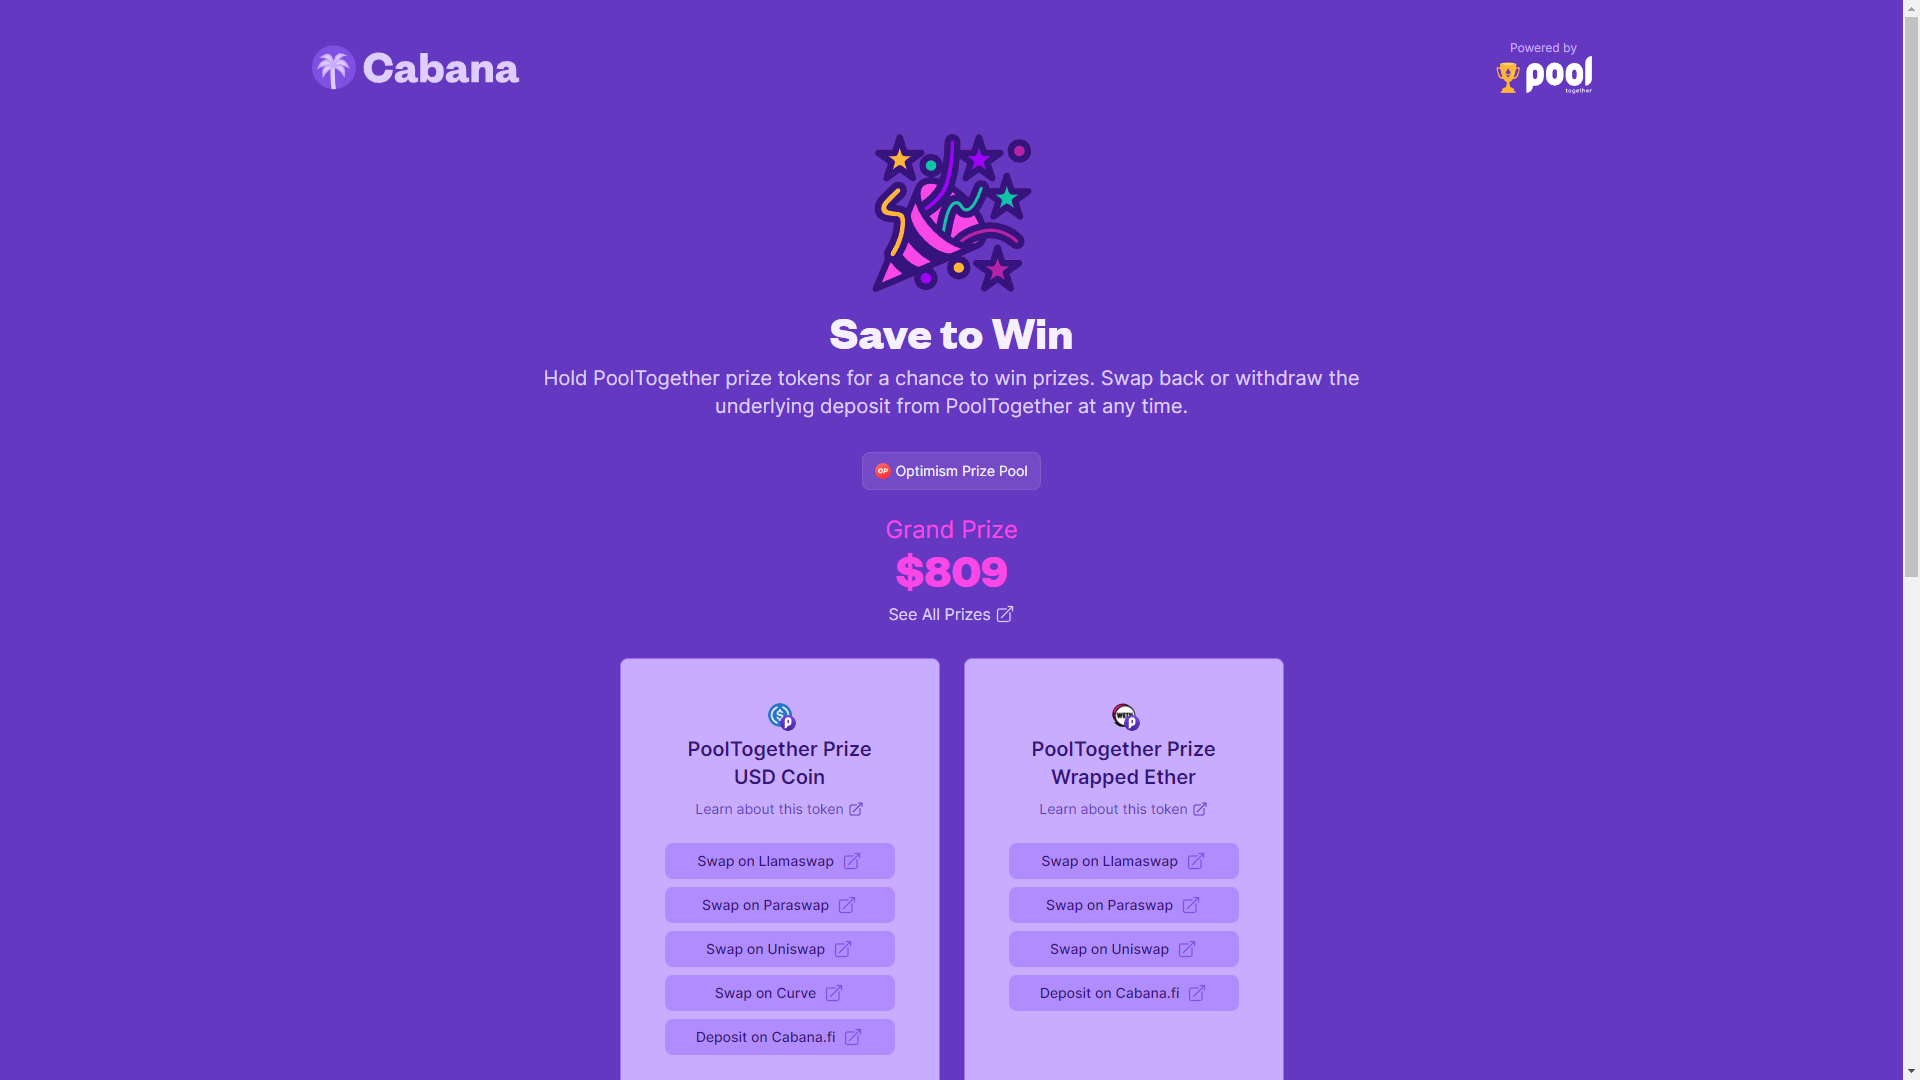 Cabana
Powered by
pool
together
Save to Win
Hold PoolTogether prize tokens for a chance to win prizes. Swap back or withdraw the
underlying deposit from PoolTogether at any time.
OP Optimism Prize Pool
Grand Prize
$809
See All Prizes
PoolTogether Prize
USD Coin
Learn about this token
Swap on Llamaswap
Swap on Paraswap
Swap on Uniswap
Swap on Curve
Deposit on Cabana.fi
WETH
PoolTogether Prize
Wrapped Ether
Learn about this token
Swap on Llamaswap
Swap on Paraswap
Swap on Uniswap
Deposit on Cabana.fi